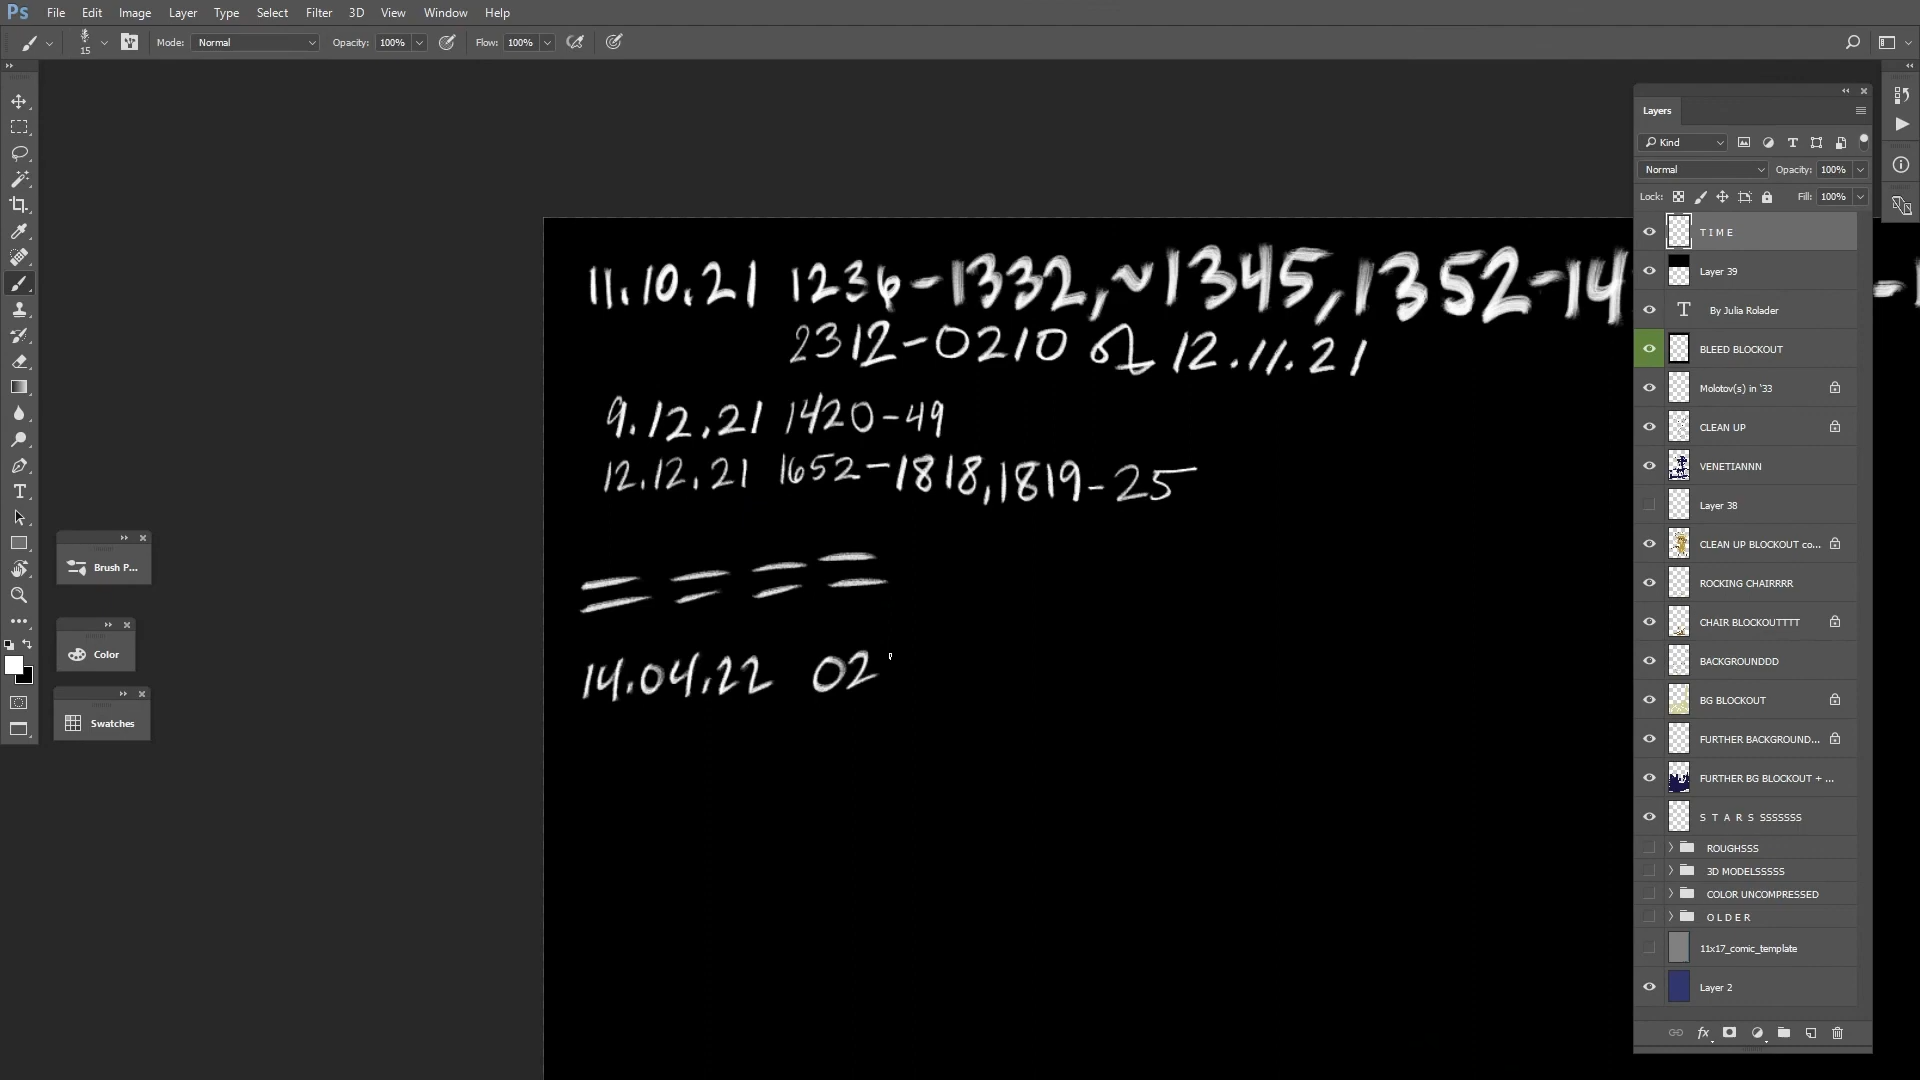 Ps File Edit Image Layer Type Select Filter 3D View Window Help
15 Mode: Normal Opacity: 100% Flow: 100%
Layers
Kind
Normal Opacity: 100%
Lock: Fill: 100%
T I M E
Layer 39
T By Julia Rolader
BLEED BLOCKOUT
Molotov(s) in '33
CLEAN UP
VENETIANNN
Layer 38
CLEAN UP BLOCKOUT co...
ROCKING CHAIRRRR
CHAIR BLOCKOUTTTT
BACKGROUNDDD
BG BLOCKOUT
FURTHER BACKGROUND...
FURTHER BG BLOCKOUT + ...
S T A R S SSSSSSS
ROUGHSSS
3D MODELSSSSS
COLOR UNCOMPRESSED
O L D E R
11x17_comic_template
Layer 2
fx
Brush P...
Color
Swatches
11.10.21 1236-1332, ~1345, 1352-14
2312-0210 12.11.21
9.12.21 1420-49
12.12.21 1652-1818, 1819-25
14.04.22 02